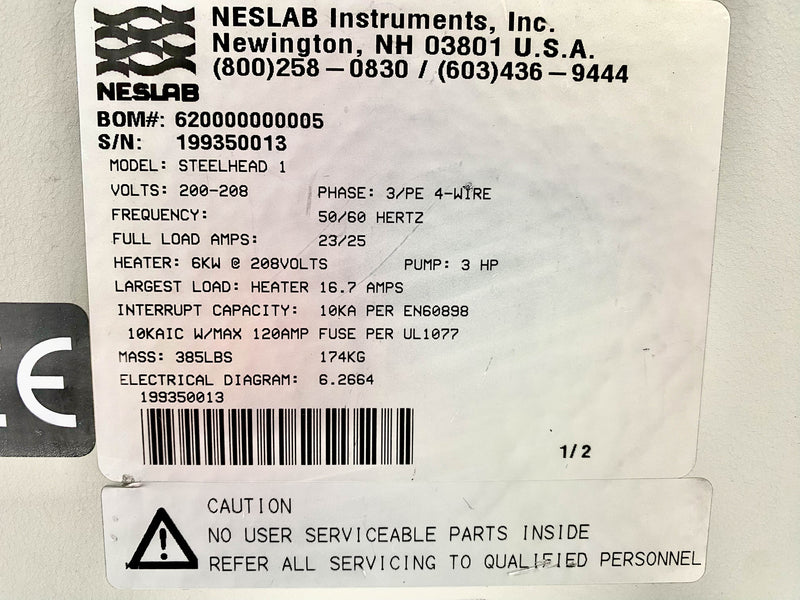 NESLAB Instruments, Inc.
Newington, NH 03801 U.S.A.
(800)258-0830 / (603)436-9444
NESLAB
BOM#: 620000000005
S/N: 199350013
MODEL: STEELHEAD 1
VOLTS: 200-208 PHASE: 3/PE 4-WIRE
FREQUENCY: 50/60 HERTZ
FULL LOAD AMPS: 23/25
HEATER: 6KW @ 208VOLTS PUMP: 3 HP
LARGEST LOAD: HEATER 16.7 AMPS
INTERRUPT CAPACITY: 10KA PER EN60898
10KAIC W/MAX 120AMP FUSE PER UL1077
MASS: 385LBS 174KG
ELECTRICAL DIAGRAM: 6.2664
199350013
1/2
CE
CAUTION
NO USER SERVICEABLE PARTS INSIDE
REFER ALL SERVICING TO QUALIFIED PERSONNEL